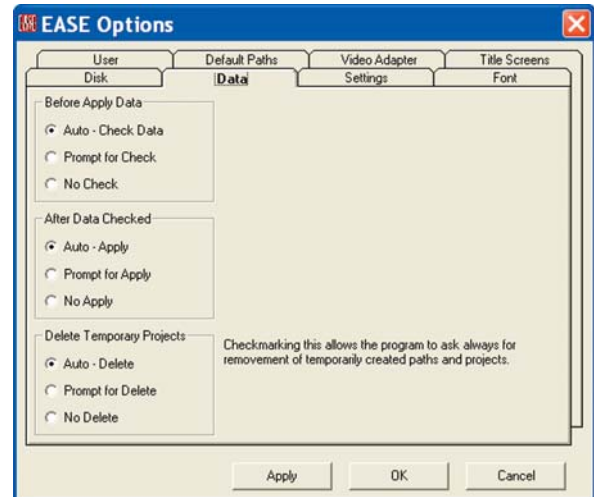 EASE Options
User Default Paths Video Adapter Title Screens
Disk Data Settings Font
Before Apply Data
Auto - Check Data
Prompt for Check
No Check
After Data Checked
Auto - Apply
Prompt for Apply
No Apply
Delete Temporary Projects
Auto - Delete
Prompt for Delete
No Delete
Checkmarking this allows the program to ask always for
removement of temporarily created paths and projects.
Apply OK Cancel